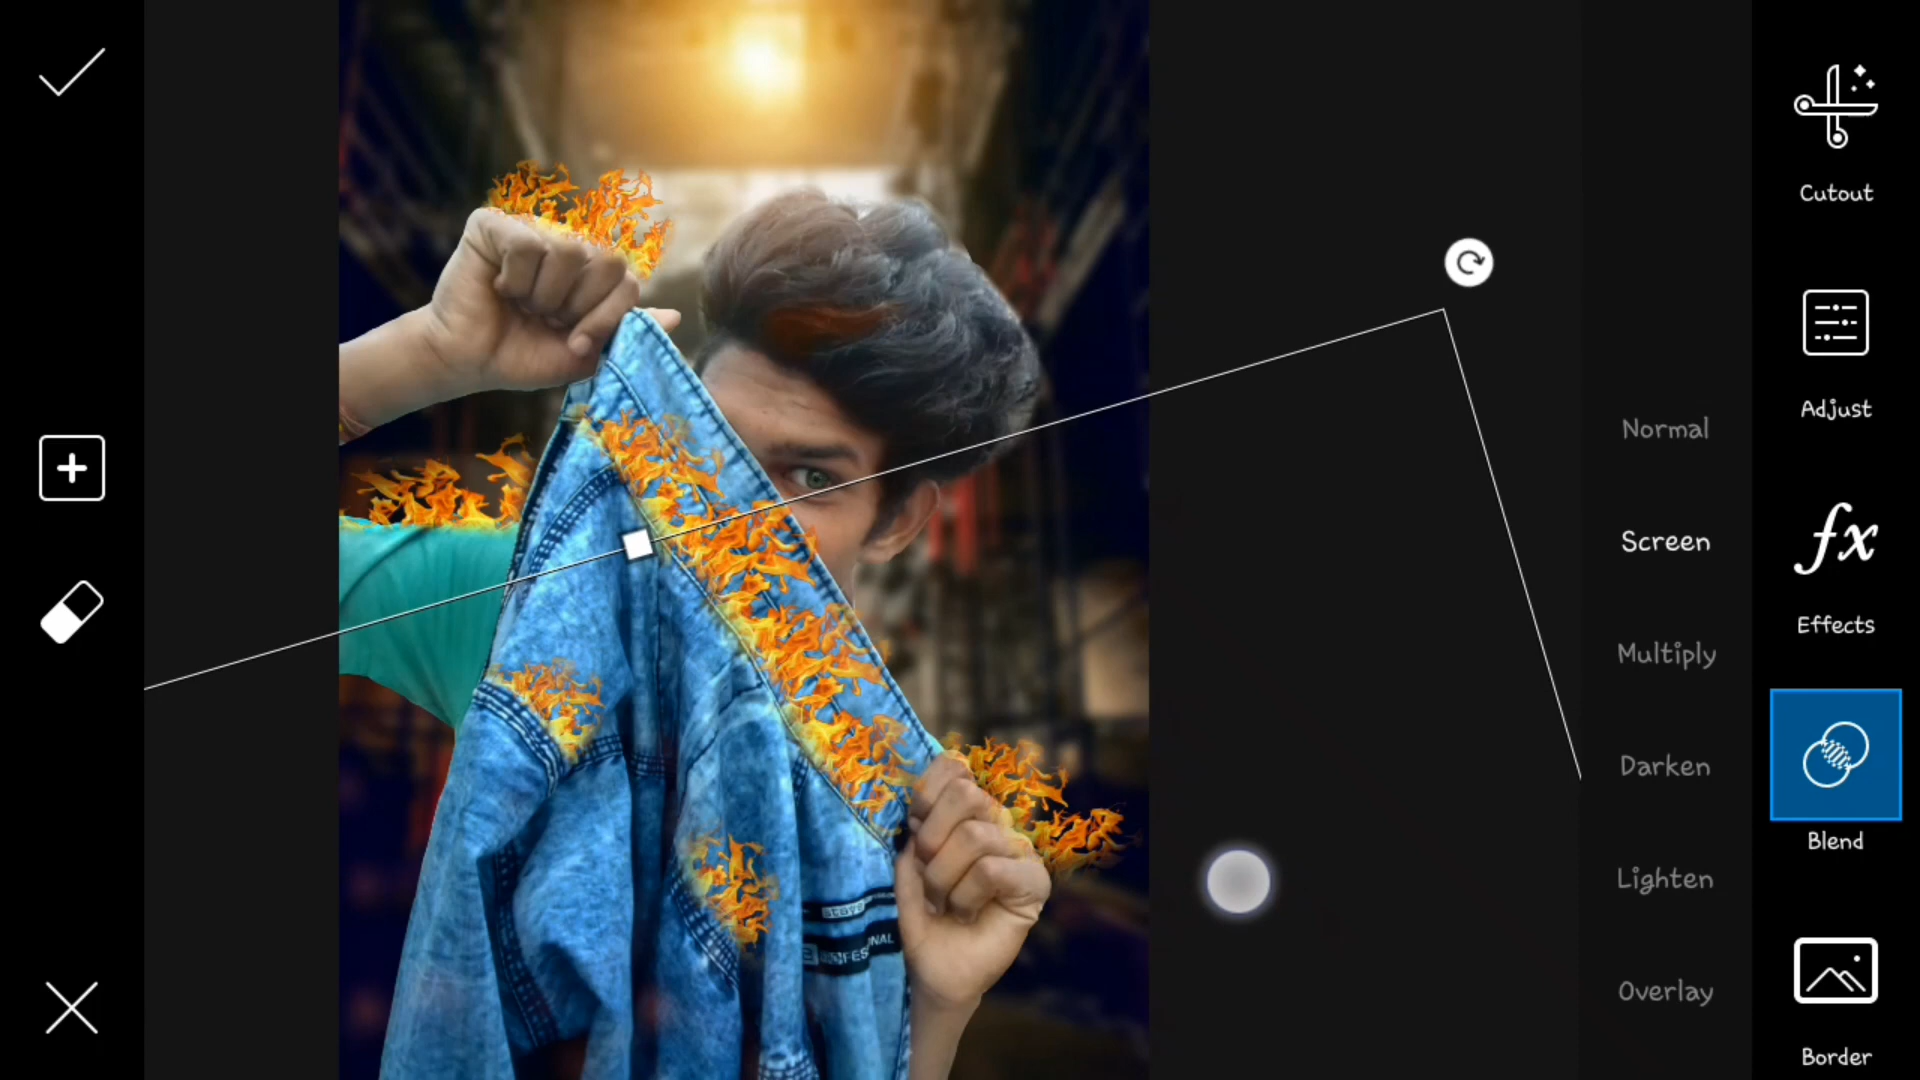 Cutout
Adjust
Effects
Blend
Border
Normal
Screen
Multiply
Darken
Lighten
Overlay